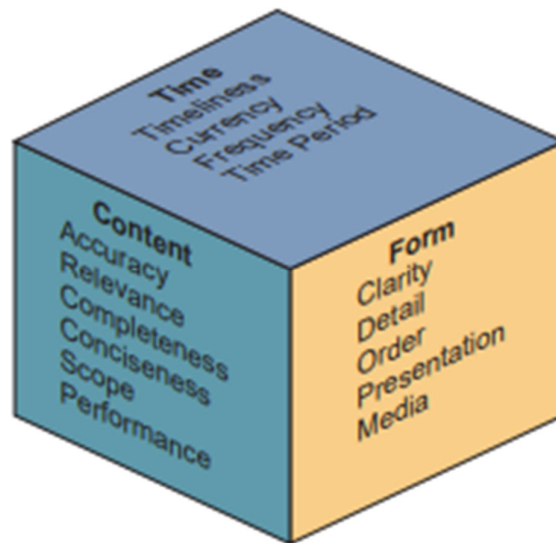 Time
Timeliness
Currency
Frequency
Time Period
Content
Accuracy
Relevance
Completeness
Conciseness
Scope
Performance
Form
Clarity
Detail
Order
Presentation
Media